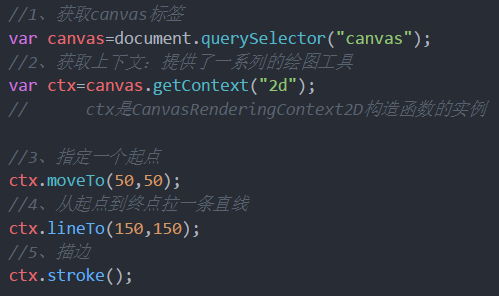 //1、获取canvas标签
var canvas=document.querySelector("canvas");
//2、获取上下文：提供了一系列的绘图工具
var ctx=canvas.getContext("2d");
//      ctx是CanvasRenderingContext2D构造函数的实例
//3、指定一个起点
ctx.moveTo(50,50);
//4、从起点到终点拉一条直线
ctx.lineTo(150,150);
//5、描边
ctx.stroke();